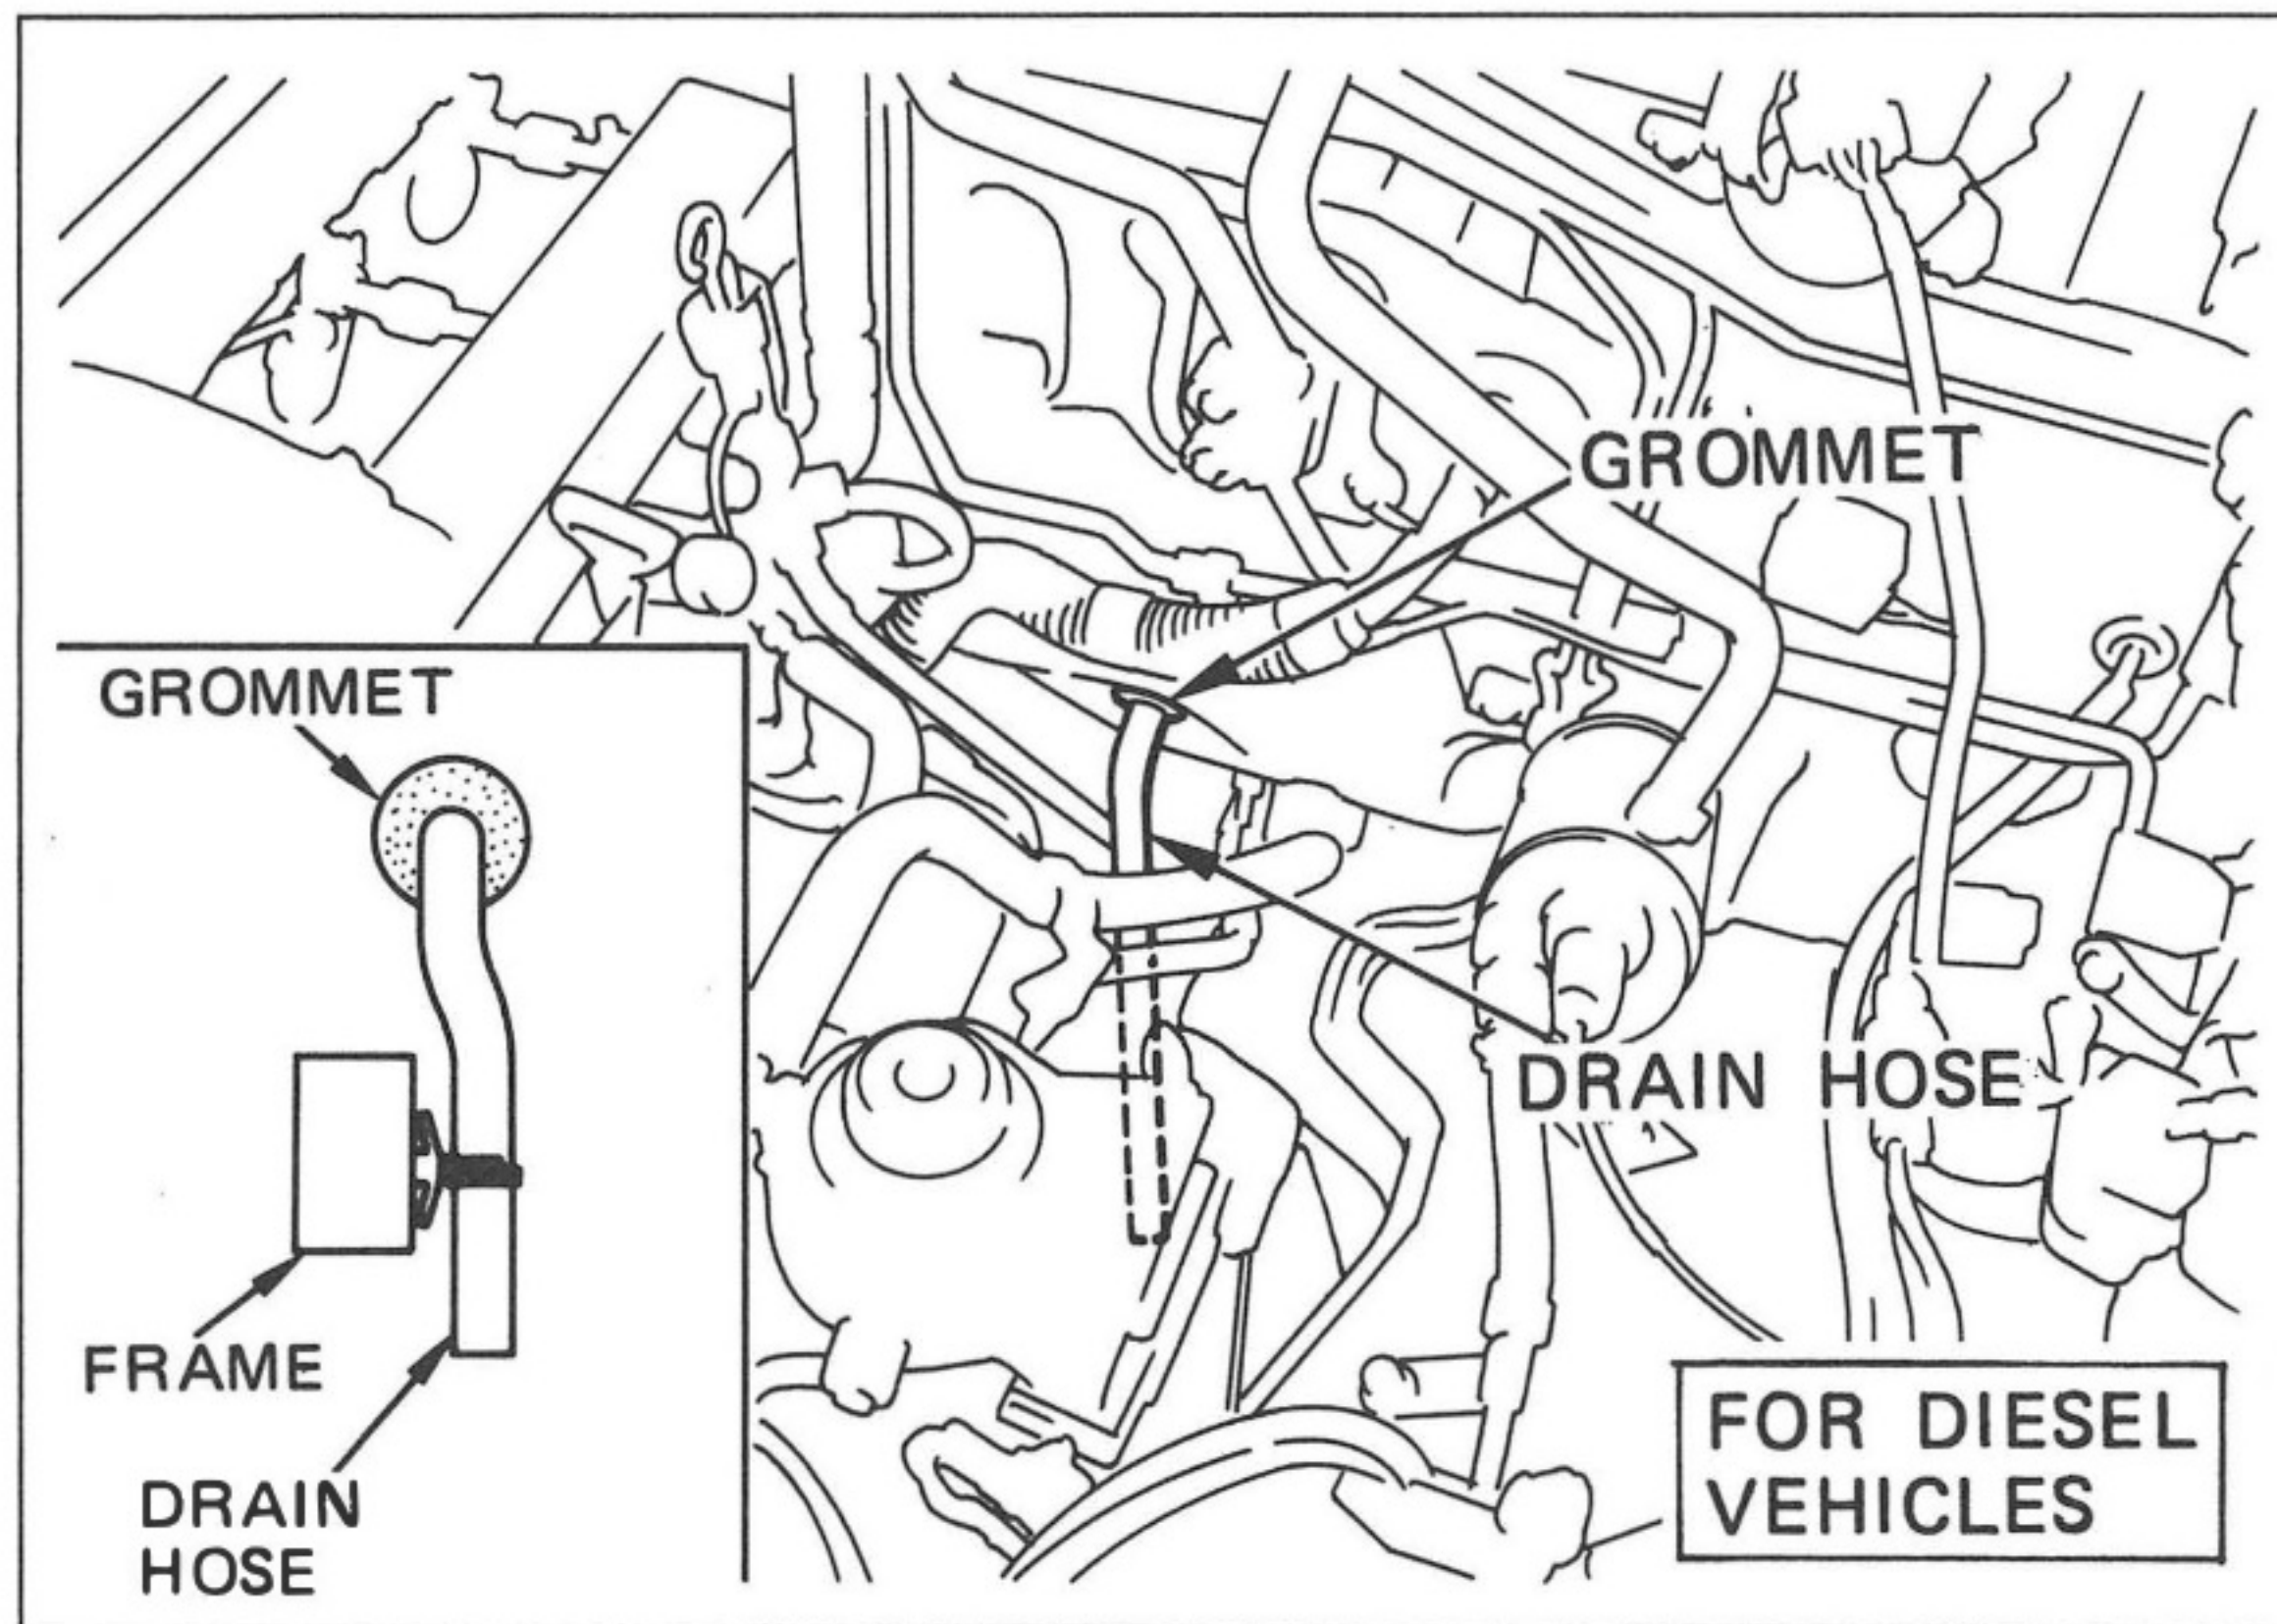 GROMMET
GROMMET
DRAIN HOSE
FRAME
DRAIN
HOSE
FOR DIESEL
VEHICLES